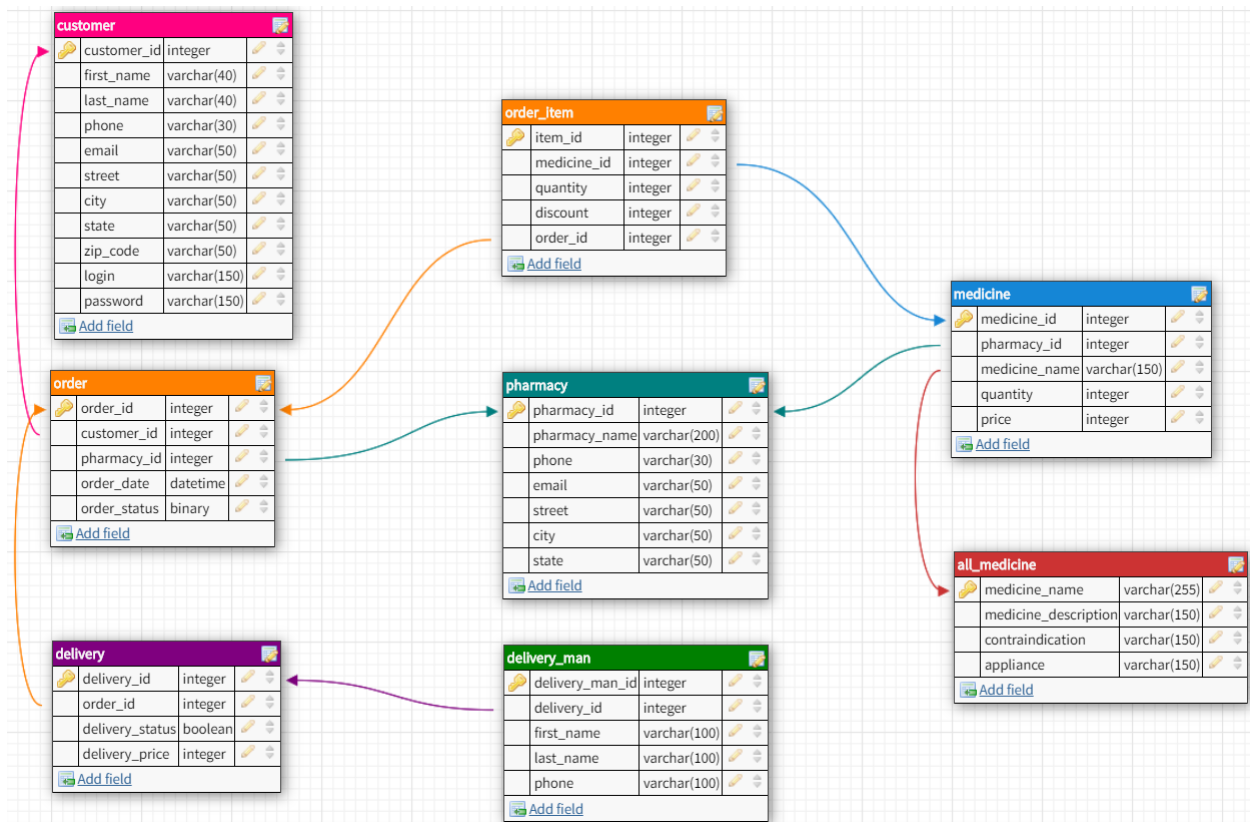 customer
customer_id integer
first_name varchar(40)
last_name varchar(40)
phone varchar(30)
email varchar(50)
street varchar(50)
city varchar(50)
state varchar(50)
zip_code varchar(50)
login varchar(150)
password varchar(150)
Add field
order_item
item_id integer
medicine_id integer
quantity integer
discount integer
order_id integer
Add field
medicine
medicine_id integer
pharmacy_id integer
medicine_name varchar(150)
quantity integer
price integer
Add field
order
order_id integer
customer_id integer
pharmacy_id integer
order_date datetime
order_status binary
Add field
pharmacy
pharmacy_id integer
pharmacy_name varchar(200)
phone varchar(30)
email varchar(50)
street varchar(50)
city varchar(50)
state varchar(50)
Add field
all_medicine
medicine_name varchar(255)
medicine_description varchar(150)
contraindication varchar(150)
appliance varchar(150)
Add field
delivery
delivery_id integer
order_id integer
delivery_status boolean
delivery_price integer
Add field
delivery_man
delivery_man_id integer
delivery_id integer
first_name varchar(100)
last_name varchar(100)
phone varchar(100)
Add field